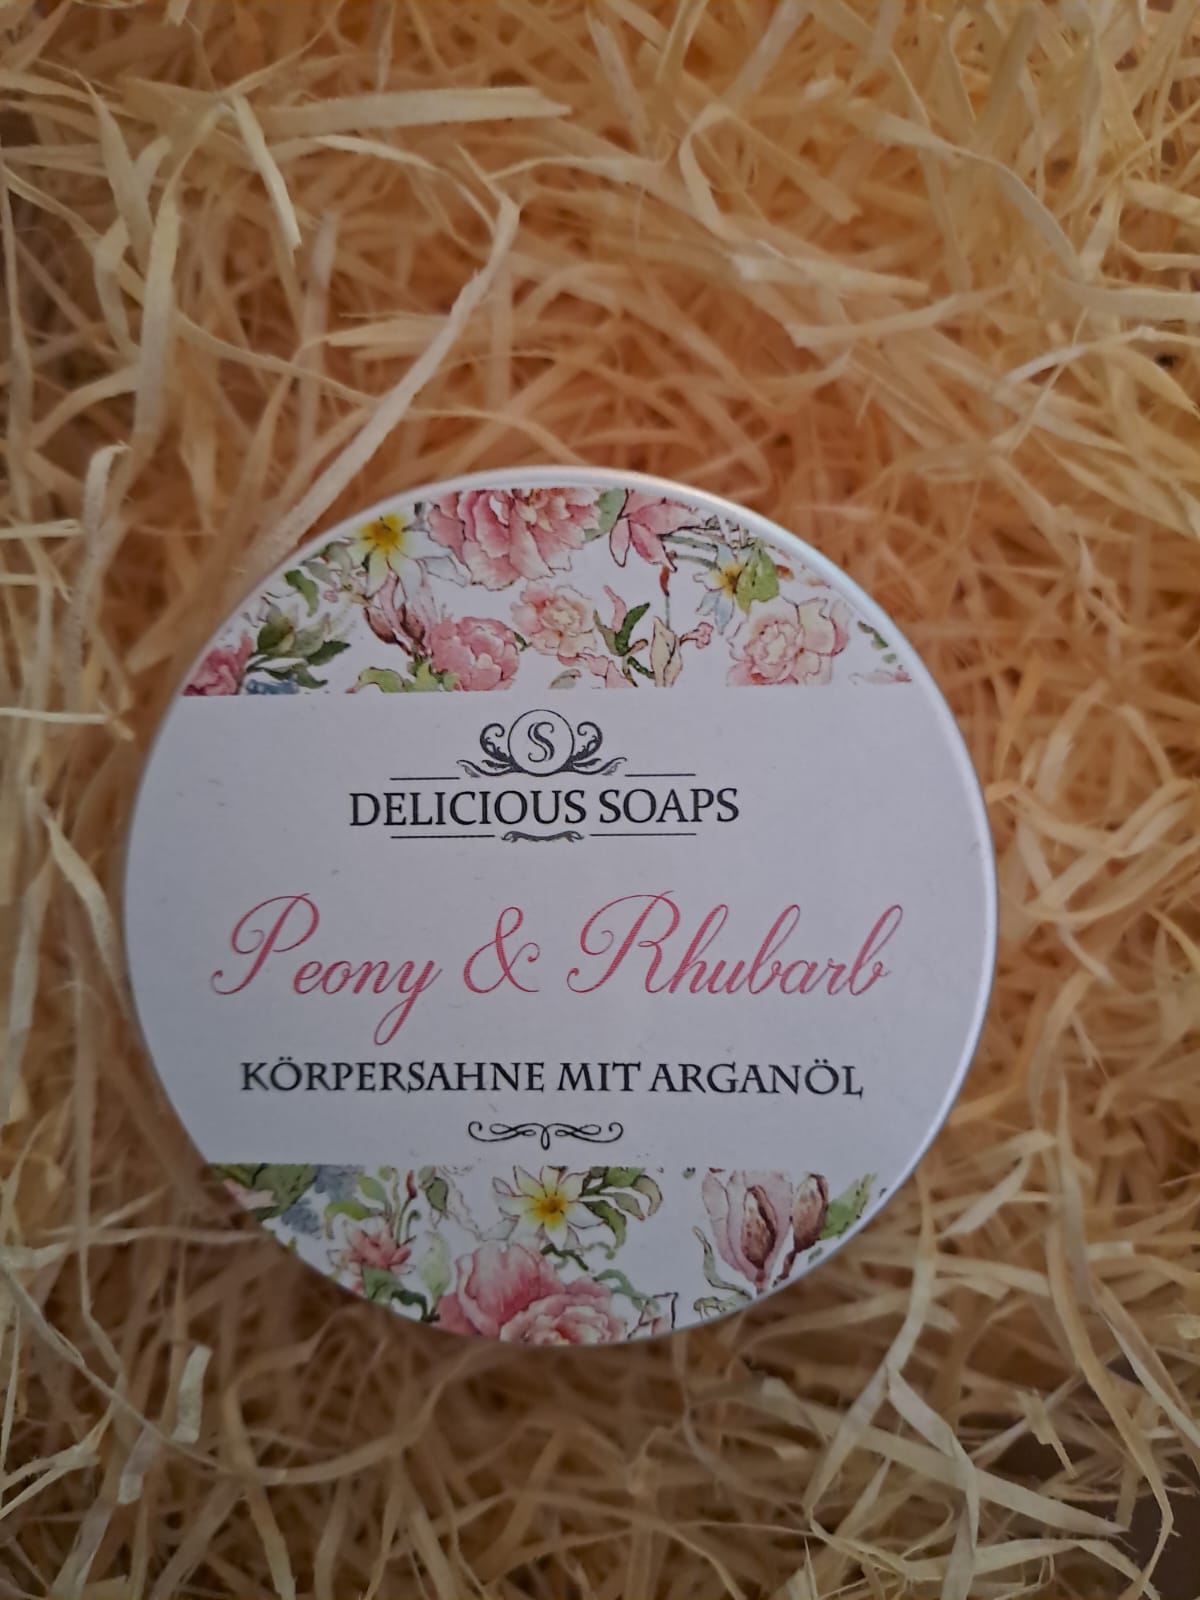 S
DELICIOUS SOAPS
Peony & Rhubarb
KÖRPERSAHNE MIT ARGANÖL